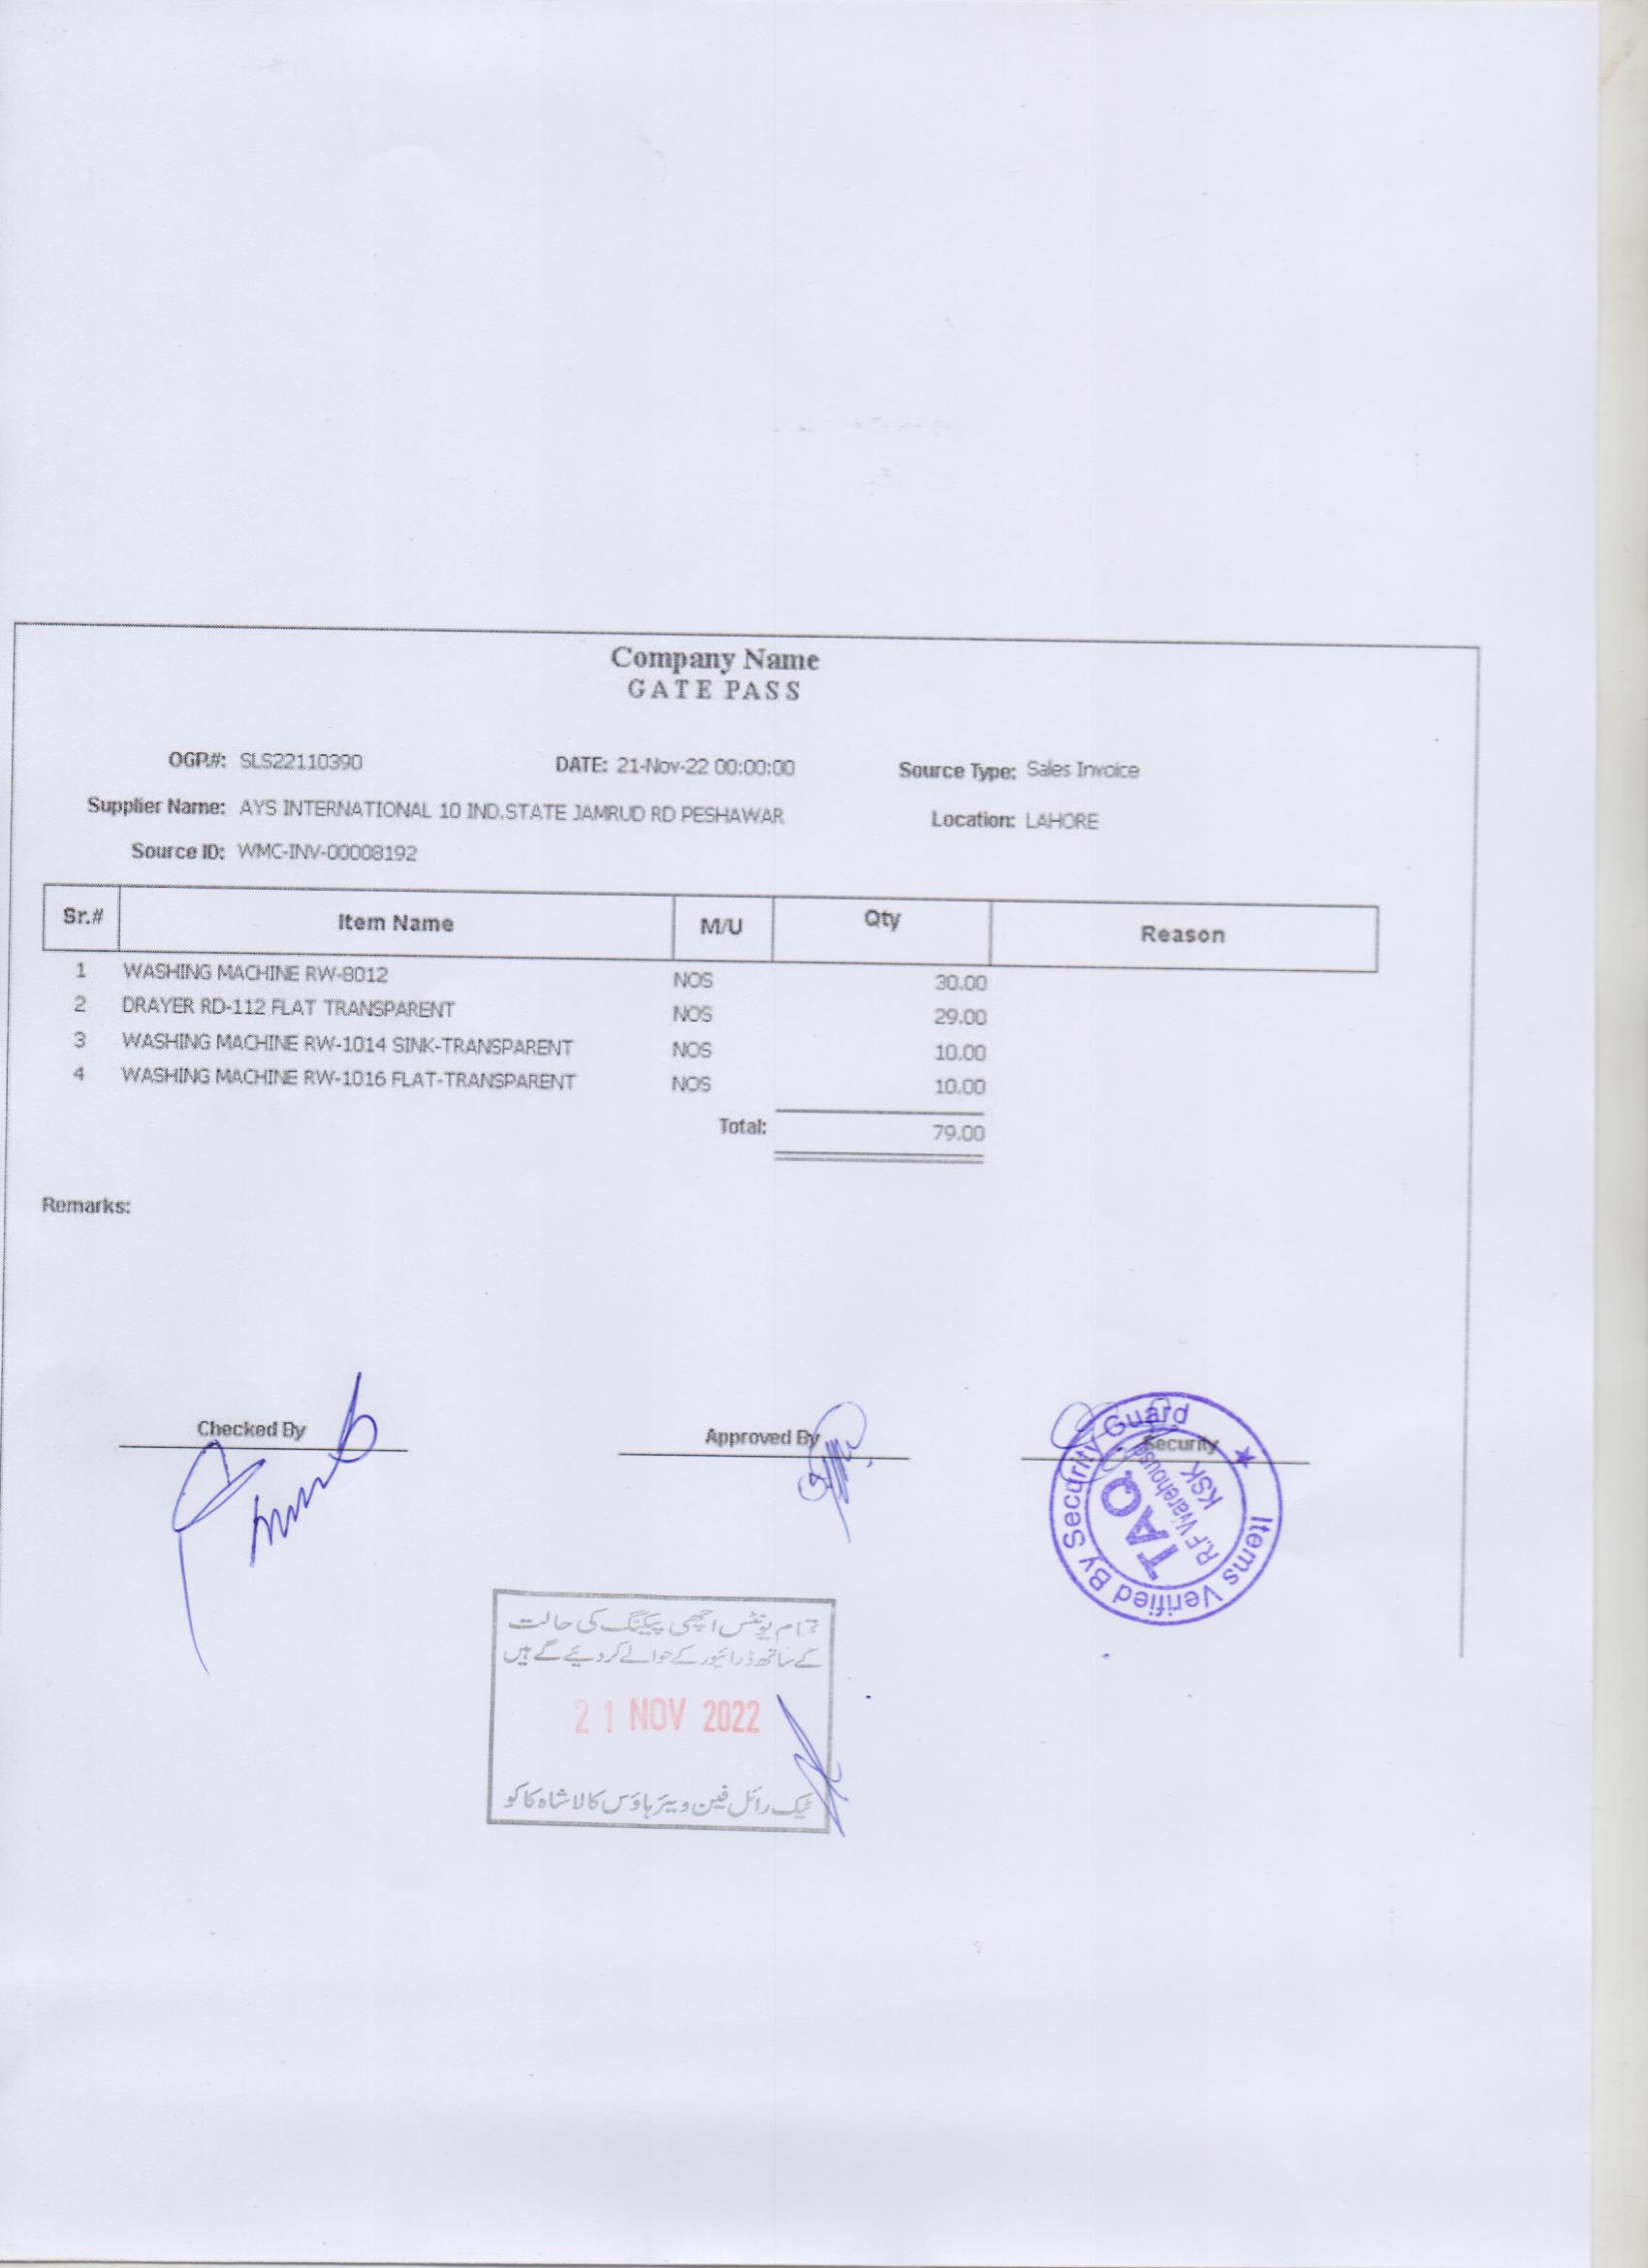 Company Name
GATE PASS
OGP.#: SLS22110390 DATE: 21-Nov-22 00:00:00 Source Type: Sales Invoice
Supplier Name: AYS INTERNATIONAL 10 IND.STATE JAMRUD RD PESHAWAR Location: LAHORE
Source ID: WMC-INV-00008192
Sr.# Item Name M/U Qty Reason
1 WASHING MACHINE RW-8012 NOS 30.00
2 DRAYER RD-112 FLAT TRANSPARENT NOS 29.00
3 WASHING MACHINE RW-1014 SINK-TRANSPARENT NOS 10.00
4 WASHING MACHINE RW-1016 FLAT-TRANSPARENT NOS 10.00
Total: 79.00
Remarks:
Checked By Approved By Security
Items Verified By Security Guard
TAQ
R.F Warehouse
KSK
تمام یونٹس اچھی پیکنگ کی حالت
کے ساتھ ڈرائیور کے حوالے کر دیئے گے ہیں
21 NOV 2022
ٹیک رائل فین ویئر ہاؤس کالا شاہ کاکو